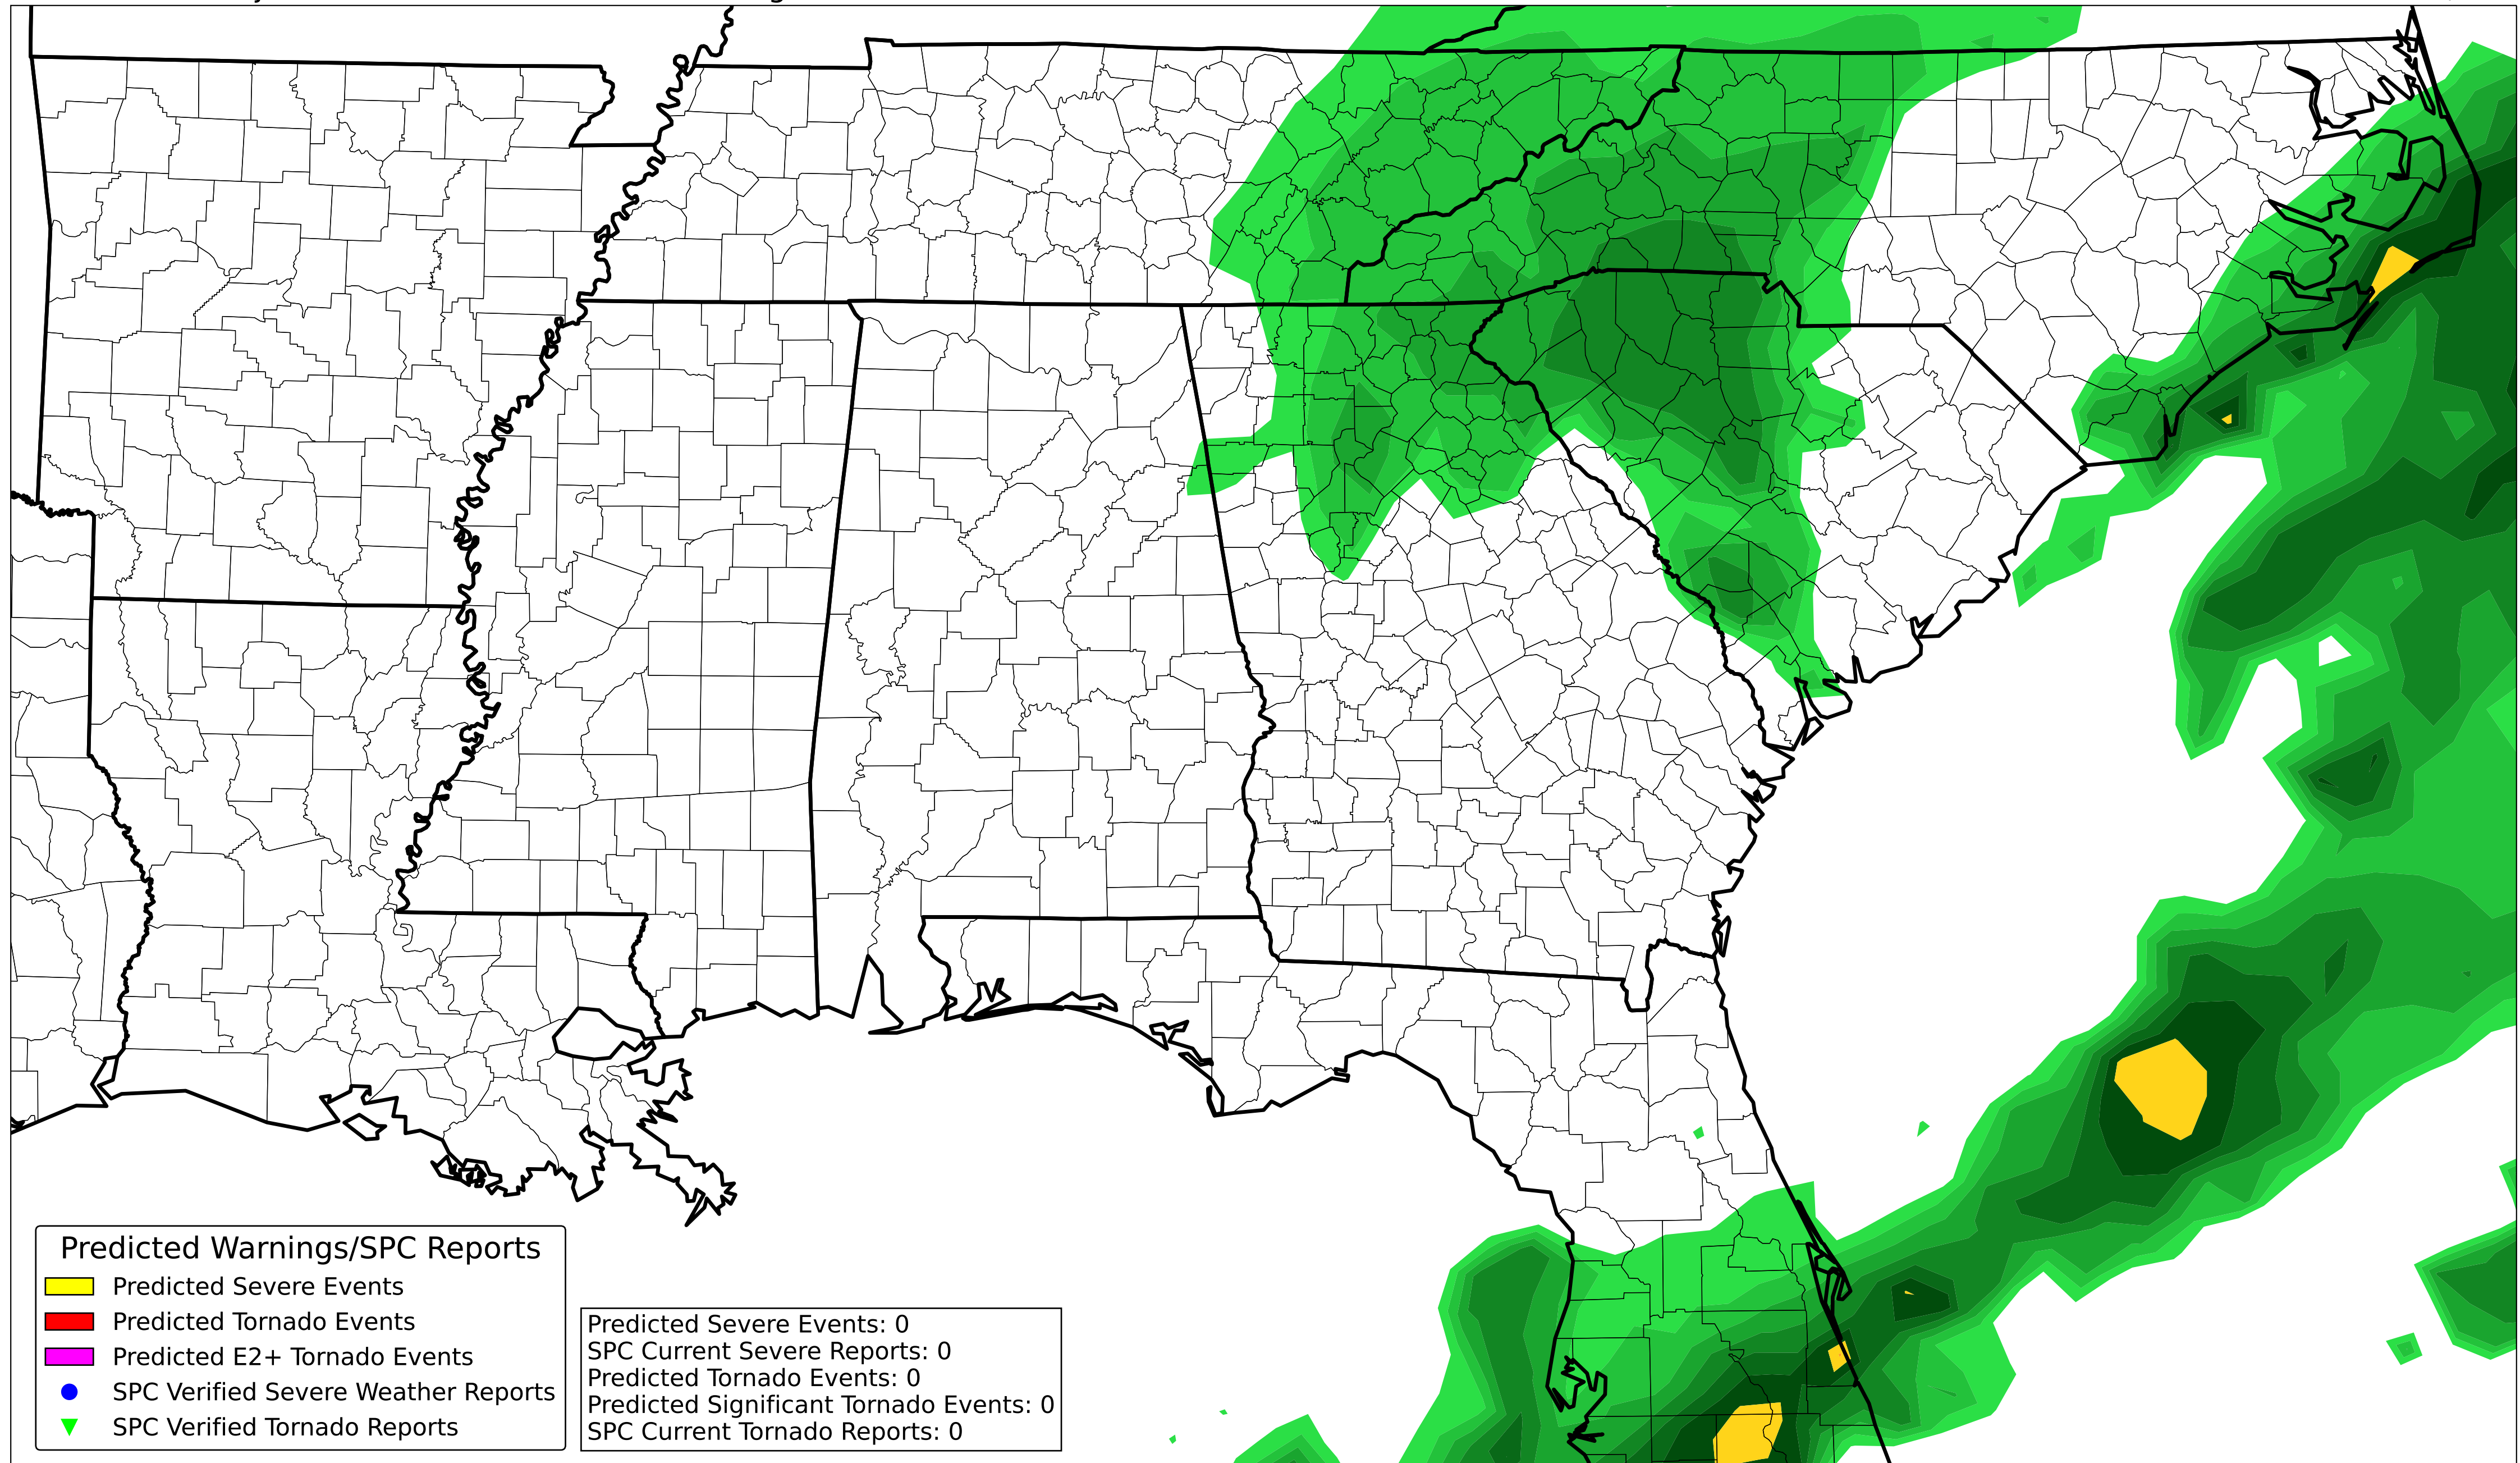 Predicted Warnings/SPC Reports
Predicted Severe Events
Predicted Tornado Events
Predicted E2+ Tornado Events
SPC Verified Severe Weather Reports
SPC Verified Tornado Reports
Predicted Severe Events: 0
SPC Current Severe Reports: 0
Predicted Tornado Events: 0
Predicted Significant Tornado Events: 0
SPC Current Tornado Reports: 0